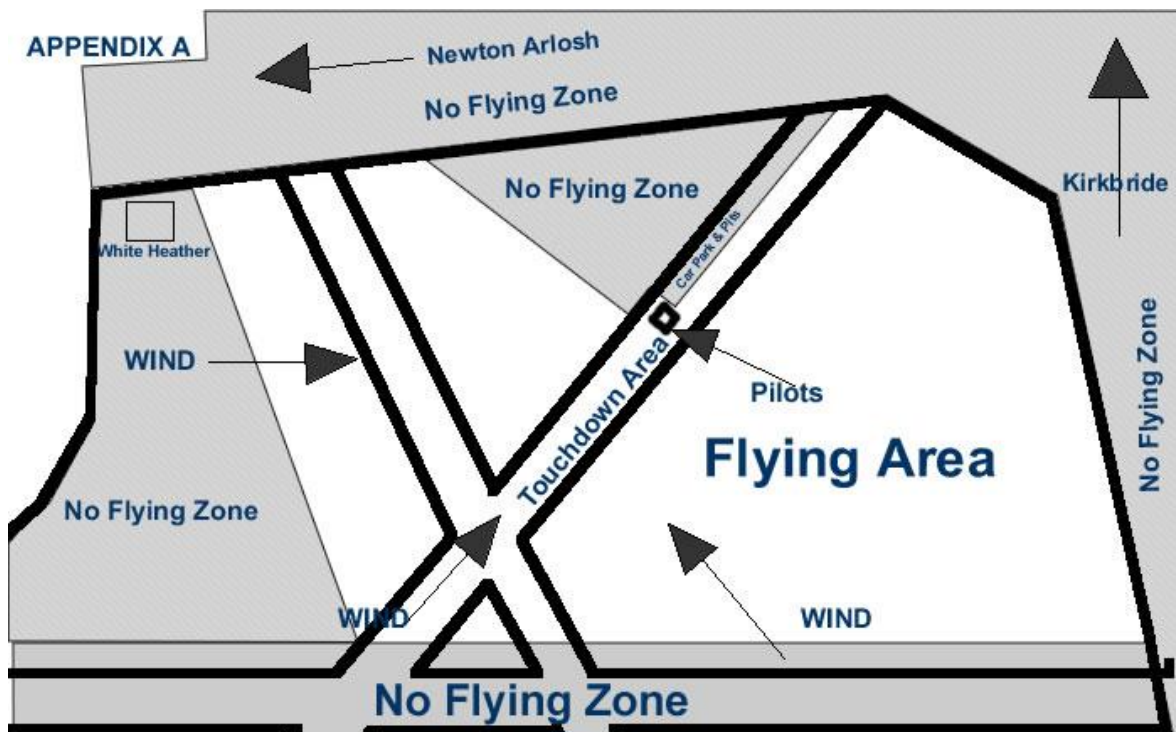 APPENDIX A
Newton Arlosh
No Flying Zone
No Flying Zone
Kirkbride
White Heather
Car Park & Pits
WIND
Touchdown Area
Pilots
No Flying Zone
Flying Area
No Flying Zone
WIND
WIND
No Flying Zone